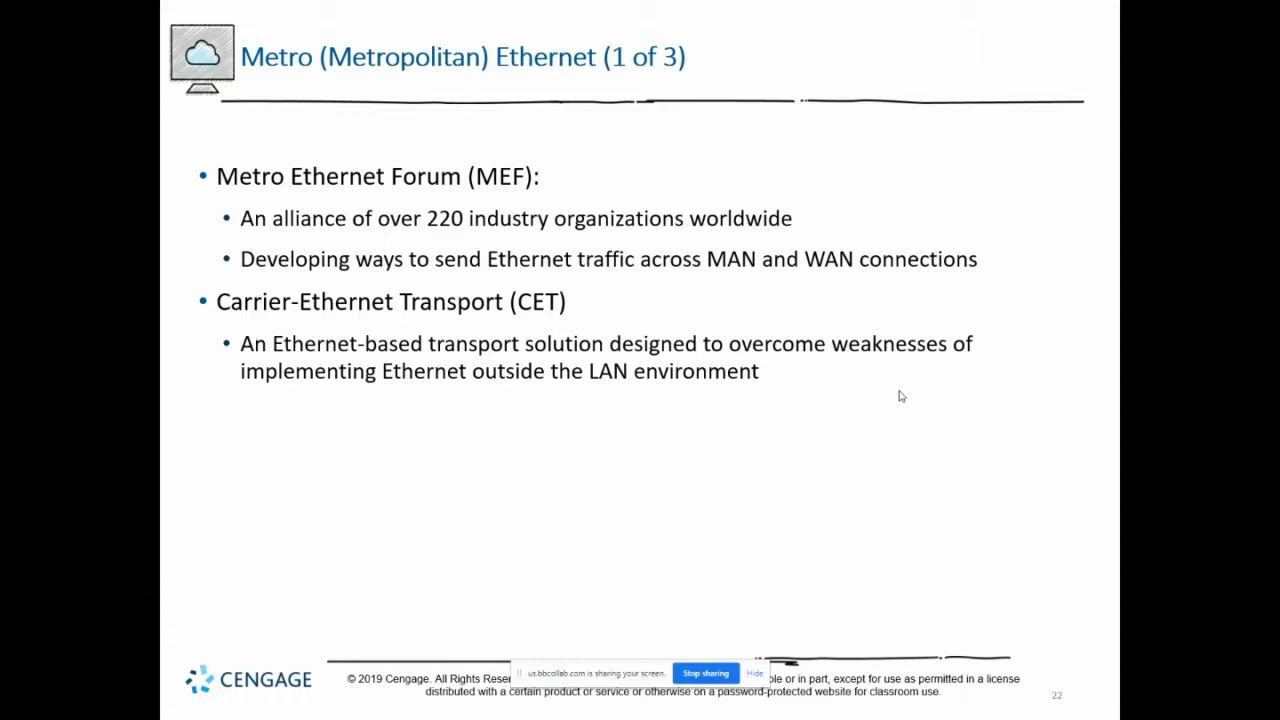 Metro (Metropolitan) Ethernet (1 of 3)
• Metro Ethernet Forum (MEF):
• An alliance of over 220 industry organizations worldwide
• Developing ways to send Ethernet traffic across MAN and WAN connections
• Carrier-Ethernet Transport (CET)
• An Ethernet-based transport solution designed to overcome weaknesses of
implementing Ethernet outside the LAN environment
CENGAGE
© 2019 Cengage. All Rights Reser
ole or in part, except for use as permitted in a license
distributed with a certain product or service or otherwise on a password-protected website for classroom use.
us.bbcollab.com is sharing your screen.
Stop sharing
Hide
22